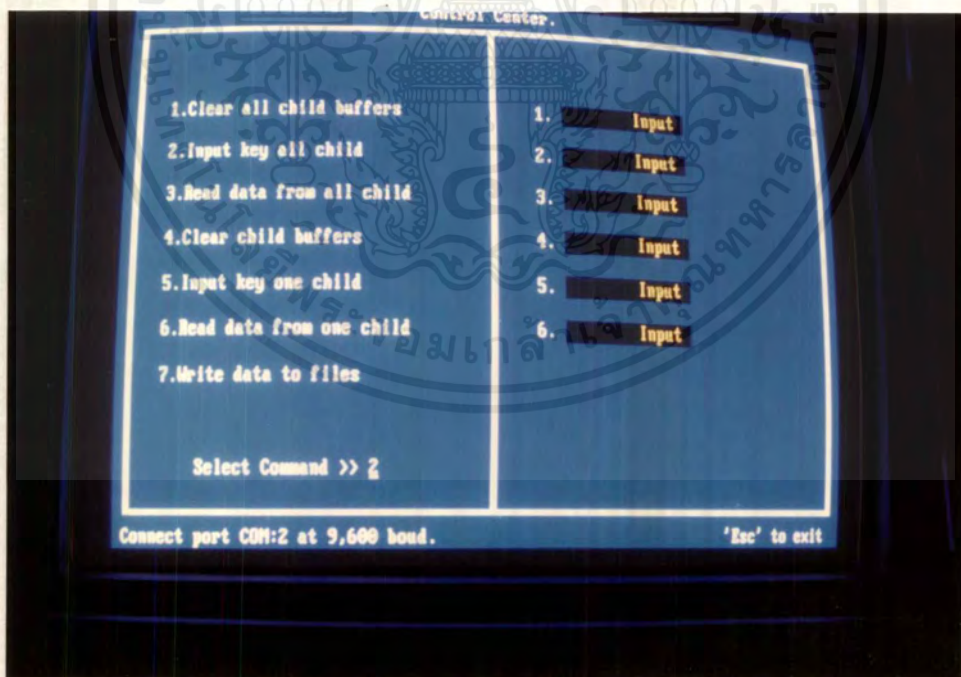 Control Center.
1.Clear all child buffers
2.Input key all child
3.Read data from all child
4.Clear child buffers
5.Input key one child
6.Read data from one child
7.Write data to files
Select Command >> 2
1. Input
2. Input
3. Input
4. Input
5. Input
6. Input
Connect port COM:2 at 9,600 boud.
'Esc' to exit